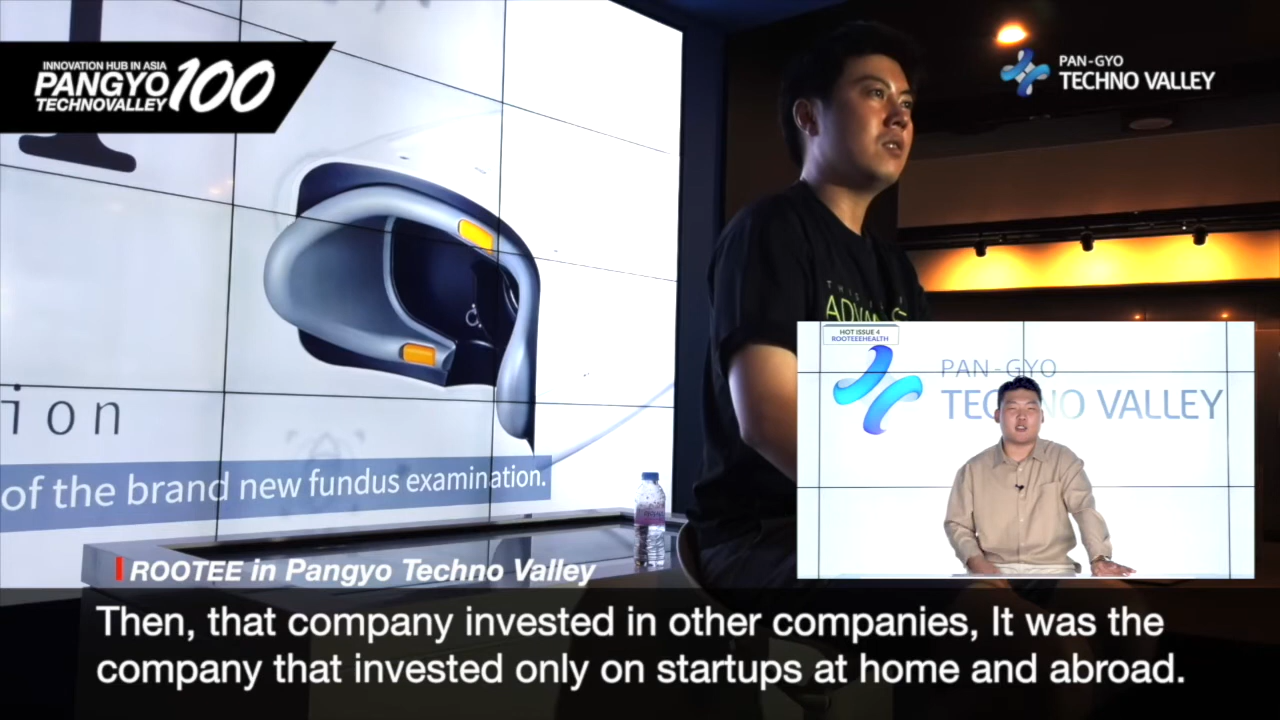 INNOVATION HUB IN ASIA
PANGYO
TECHNOVALLEY
100
PAN-GYO
TECHNO VALLEY
HOT ISSUE 4
ROOTEEEHEALTH
PAN-GYO
TECHNO VALLEY
ion
of the brand new fundus examination.
ROOTEE in Pangyo Techno Valley
Then, that company invested in other companies, It was the
company that invested only on startups at home and abroad.